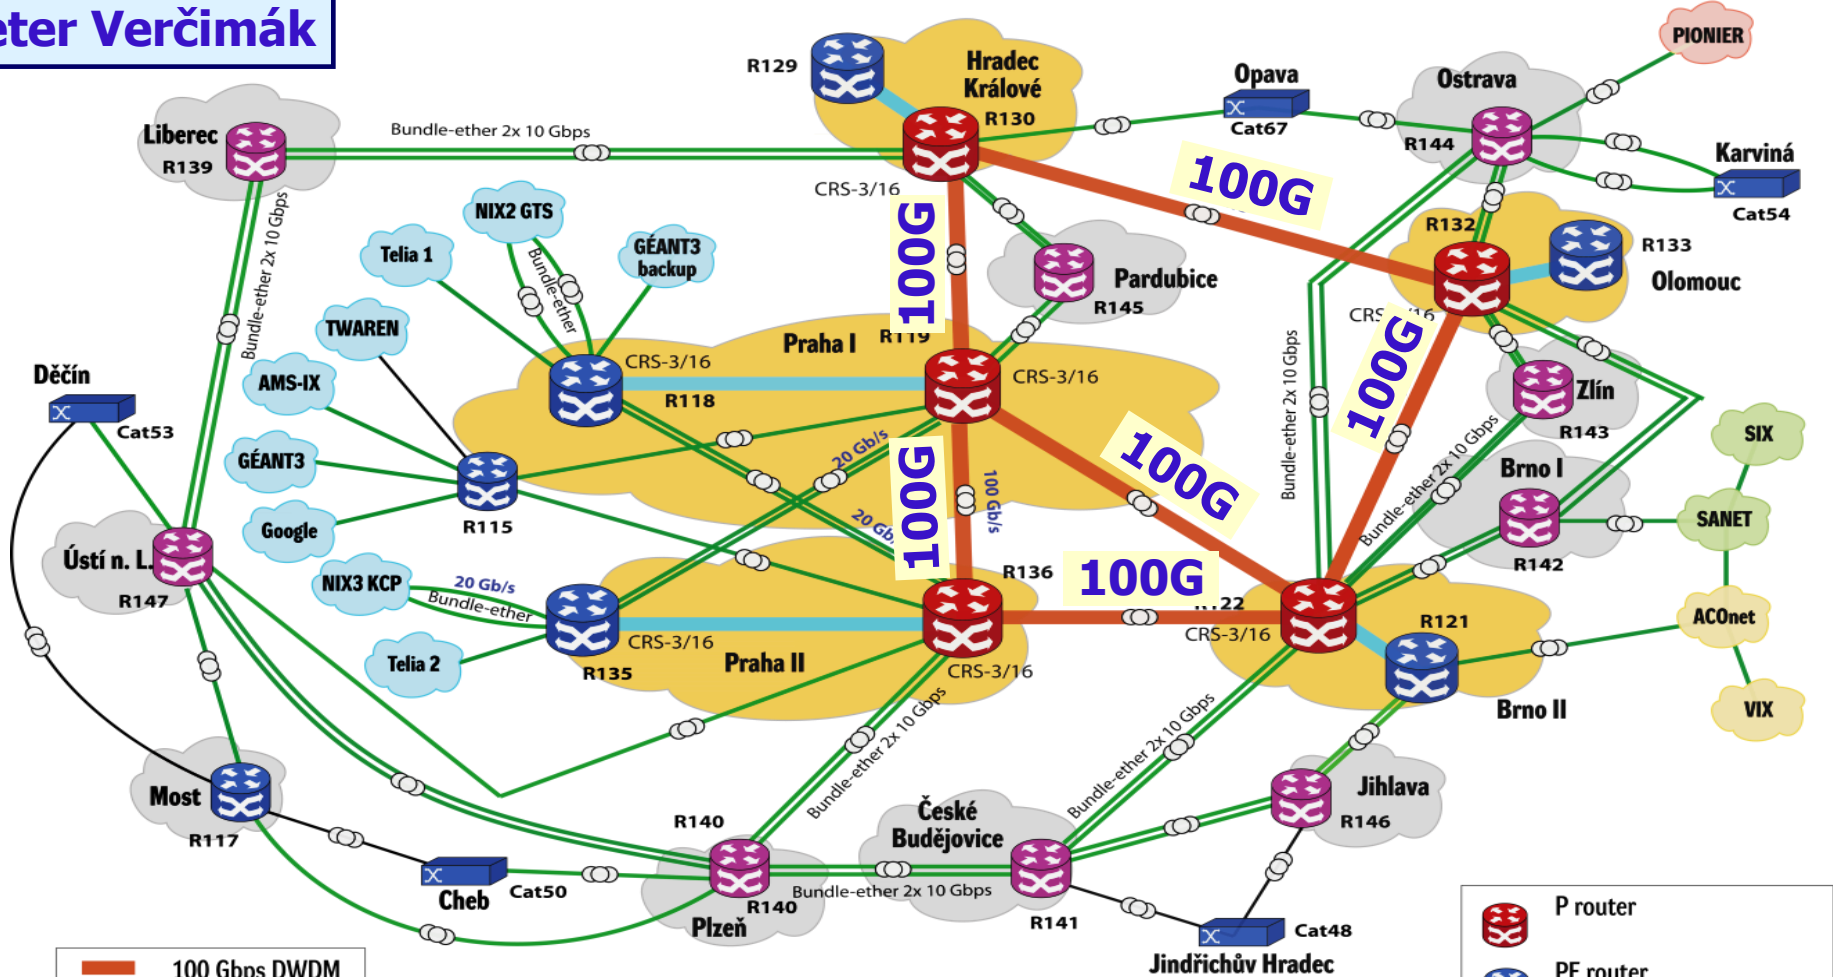 eter Verčimák
R129
Hradec
Králové
R130
CRS-3/16
Opava
Cat67
Ostrava
R144
PIONIER
Karviná
Cat54
Liberec
R139
Bundle-ether 2x 10 Gbps
Bundle-ether 2x 10 Gbps
NIX2 GTS
Telia 1
Bundle-ether
GÉANT3
backup
TWAREN
AMS-IX
GÉANT3
Google
R115
100G
100G
R132
R133
Olomouc
Pardubice
R145
Praha I
R119
CRS-3/16
CRS-3/16
R118
Děčín
Cat53
100G
Bundle-ether 2x 10 Gbps
Zlín
R143
Bundle-ether 2x 10 Gbps
Brno I
R142
SIX
SANET
ACOnet
VIX
20 Gb/s
100G
100 Gb/s
100G
Ústí n. L.
R147
NIX3 KCP
20 Gb/s
Bundle-ether
Telia 2
CRS-3/16
R135
Praha II
R136
CRS-3/16
100G
CRS-3/16
R121
Brno II
Bundle-ether 2x 10 Gbps
Bundle-ether 2x 10 Gbps
Most
R117
Cheb
Cat50
R140
R140
Plzeň
Bundle-ether 2x 10 Gbps
České
Budějovice
R141
Jihlava
R146
Cat48
Jindřichův Hradec
100 Gbps DWDM
P router
PE router